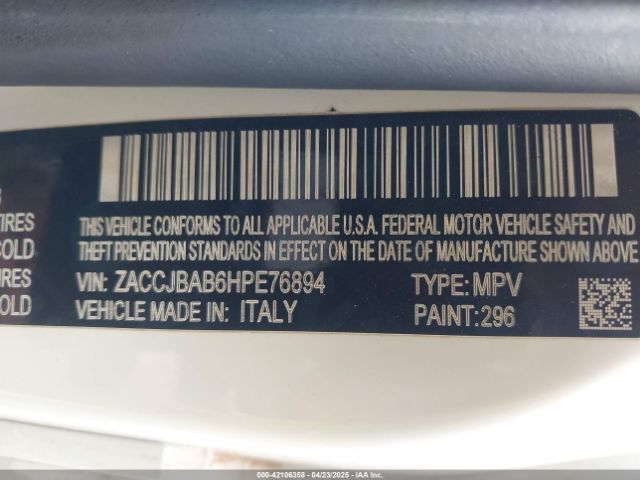 TIRES
COLD
TIRES
COLD
THIS VEHICLE CONFORMS TO ALL APPLICABLE U.S.A. FEDERAL MOTOR VEHICLE SAFETY AND
THEFT PREVENTION STANDARDS IN EFFECT ON THE DATE OF MANUFACTURE SHOWN ABOVE
VIN: ZACCJBAB6HPE76894 TYPE: MPV
VEHICLE MADE IN: ITALY PAINT: 296
000-42106358 - 04/23/2025 - IAAI.com